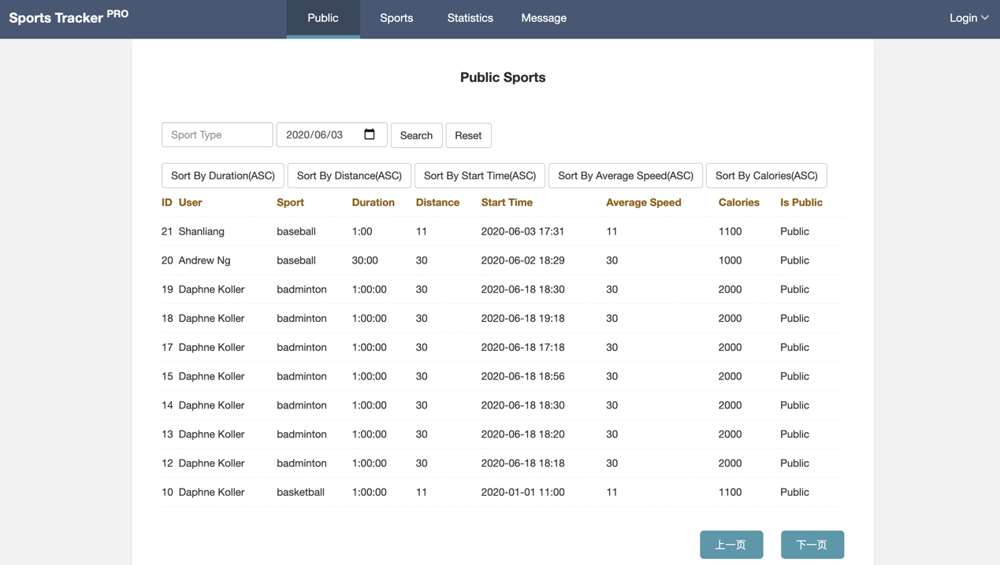 Sports Tracker PRO Public Sports Statistics Message Login
Public Sports
Sport Type 2020/06/03 Search Reset
Sort By Duration(ASC) Sort By Distance(ASC) Sort By Start Time(ASC) Sort By Average Speed(ASC) Sort By Calories(ASC)
ID User Sport Duration Distance Start Time Average Speed Calories Is Public
21 Shanliang baseball 1:00 11 2020-06-03 17:31 11 1100 Public
20 Andrew Ng baseball 30:00 30 2020-06-02 18:29 30 1000 Public
19 Daphne Koller badminton 1:00:00 30 2020-06-18 18:30 30 2000 Public
18 Daphne Koller badminton 1:00:00 30 2020-06-18 19:18 30 2000 Public
17 Daphne Koller badminton 1:00:00 30 2020-06-18 17:18 30 2000 Public
15 Daphne Koller badminton 1:00:00 30 2020-06-18 18:56 30 2000 Public
14 Daphne Koller badminton 1:00:00 30 2020-06-18 18:30 30 2000 Public
13 Daphne Koller badminton 1:00:00 30 2020-06-18 18:20 30 2000 Public
12 Daphne Koller badminton 1:00:00 30 2020-06-18 18:18 30 2000 Public
10 Daphne Koller basketball 1:00:00 11 2020-01-01 11:00 11 1100 Public
上一页 下一页